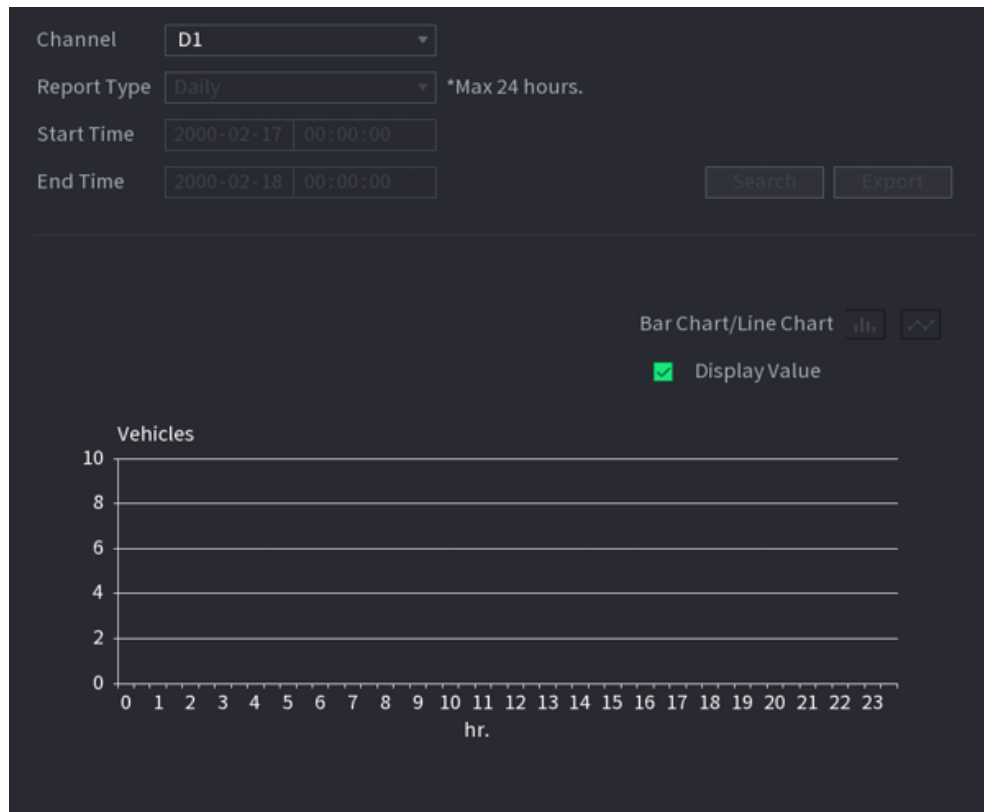 Channel D1
Report Type Daily *Max 24 hours.
Start Time 2000-02-17 00:00:00
End Time 2000-02-18 00:00:00 Search Export
Bar Chart/Line Chart
Display Value
Vehicles
10
8
6
4
2
0
0 1 2 3 4 5 6 7 8 9 10 11 12 13 14 15 16 17 18 19 20 21 22 23
hr.